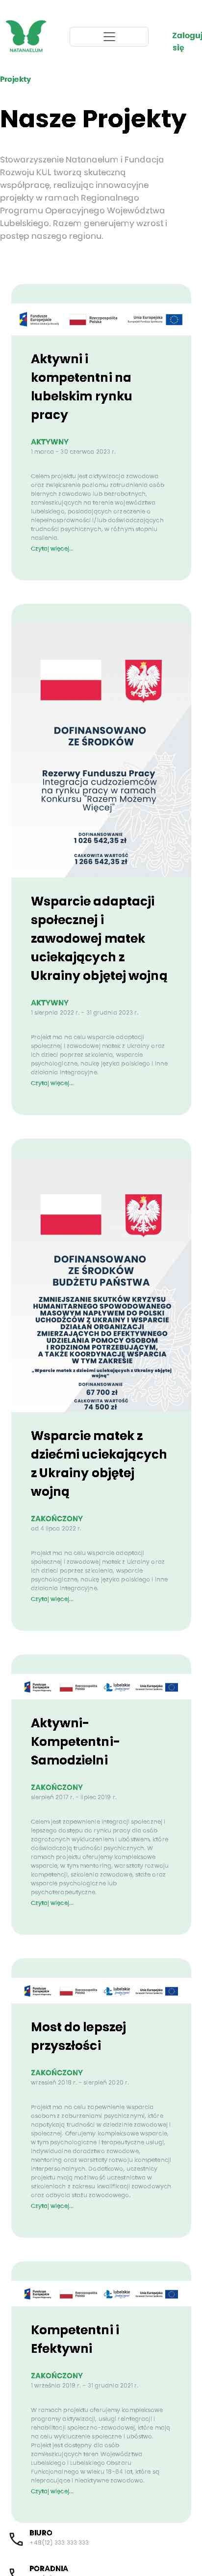 NATANAELUM
Zaloguj
się
Projekty
Nasze Projekty
Stowarzyszenie Natanaelum i Fundacja
Rozwoju KUL tworzą skuteczną
współpracę, realizując innowacyjne
projekty w ramach Regionalnego
Programu Operacyjnego Województwa
Lubelskiego. Razem generujemy wzrost i
postęp naszego regionu.
Fundusze
Europejskie
Rzeczpospolita
Polska
Unia Europejska
Aktywni i
kompetentni na
lubelskim rynku
pracy
AKTYWNY
1 marca - 30 czerwca 2023 r.
Celem projektu jest aktywizacja zawodowa
oraz zwiększenie poziomu zatrudnienia osób
biernych zawodowo lub bezrobotnych,
zamieszkujących na terenie województwa
lubelskiego, posiadających orzeczenie o
niepełnosprawności i/lub doświadczających
trudności psychicznych, w różnym stopniu
nasilenia.
Czytaj więcej...
DOFINANSOWANO
ZE ŚRODKÓW
Rezerwy Funduszu Pracy
Integracja cudzoziemców
na rynku pracy w ramach
Konkursu "Razem Możemy
Więcej"
DOFINANSOWANIE
1 026 542,35 zł
CAŁKOWITA WARTOŚĆ
1 266 542,35 zł
Wsparcie adaptacji
społecznej i
zawodowej matek
uciekających z
Ukrainy objętej wojną
AKTYWNY
1 sierpnia 2022 r. - 31 grudnia 2023 r.
Projekt ma na celu wsparcie adaptacji
społecznej i zawodowej matek z Ukrainy oraz
ich dzieci poprzez szkolenia, wsparcie
psychologiczne, naukę języka polskiego i inne
działania integracyjne.
Czytaj więcej...
DOFINANSOWANO
ZE ŚRODKÓW
BUDŻETU PAŃSTWA
ZMNIEJSZANIE SKUTKÓW KRYZYSU
HUMANITARNEGO SPOWODOWANEGO
MASOWYM NAPŁYWEM DO POLSKI
UCHODŹCÓW Z UKRAINY I WSPARCIE
DZIAŁAŃ ORGANIZACJI
ZMIERZAJĄCYCH DO EFEKTYWNEGO
UDZIELANIA POMOCY OSOBOM
I RODZINOM POTRZEBUJĄCYM,
A TAKŻE KOORDYNACJĘ WSPARCIA
W TYM ZAKRESIE
„Wsparcie matek z dziećmi uciekających z Ukrainy objętej
wojną"
DOFINANSOWANIE
67 700 zł
CAŁKOWITA WARTOŚĆ
74 500 zł
Wsparcie matek z
dziećmi uciekających
z Ukrainy objętej
wojną
ZAKOŃCZONY
od 4 lipca 2022 r.
Projekt ma na celu wsparcie adaptacji
społecznej i zawodowej matek z Ukrainy oraz
ich dzieci poprzez szkolenia, wsparcie
psychologiczne, naukę języka polskiego i inne
działania integracyjne.
Czytaj więcej...
Fundusze
Europejskie
Rzeczpospolita
Polska
Lubelskie
Unia Europejska
Aktywni-
Kompetentni-
Samodzielni
ZAKOŃCZONY
sierpień 2017 r. - lipiec 2019 r.
Celem jest zapewnienie integracji społecznej i
lepszego dostępu do rynku pracy dla osób
zagrożonych wykluczeniem i ubóstwem, które
doświadczają trudności psychicznych. W
ramach projektu oferujemy kompleksowe
wsparcie, w tym mentoring, warsztaty rozwoju
kompetencji, szkolenia zawodowe, staże oraz
wsparcie psychologiczne lub
psychoterapeutyczne.
Czytaj więcej...
Fundusze
Europejskie
Rzeczpospolita
Polska
Lubelskie
Unia Europejska
Most do lepszej
przyszłości
ZAKOŃCZONY
wrzesień 2019 r. - sierpień 2020 r.
Projekt ma na celu zapewnienie wsparcia
osobom z zaburzeniami psychicznymi, które
napotykają trudności w dziedzinie zawodowej i
społecznej. Oferujemy kompleksowe wsparcie,
w tym psychologiczne i terapeutyczne usługi,
indywidualne doradztwo zawodowe,
mentoring oraz warsztaty rozwoju kompetencji
interpersonalnych. Dodatkowo, uczestnicy
projektu mają możliwość uczestnictwa w
szkoleniach z zakresu kwalifikacji zawodowych
oraz odbycia stażu zawodowego.
Czytaj więcej...
Fundusze
Europejskie
Rzeczpospolita
Polska
Lubelskie
Unia Europejska
Kompetentni i
Efektywni
ZAKOŃCZONY
1 września 2019 r. - 31 grudnia 2021 r.
W ramach projektu oferujemy kompleksowe
programy aktywizacji, usługi reintegracji i
rehabilitacji społeczno-zawodowej, które mają
na celu wykluczenie społeczne i ubóstwo.
Projekt jest dostępny dla osób
zamieszkujących teren Województwa
Lubelskiego i Lubelskiego Obszaru
Funkcjonalnego w wieku 18-64 lat, które są
niepracujące i nieaktywne zawodowo.
Czytaj więcej...
BIURO
+48(12) 333 333 333
PORADNIA